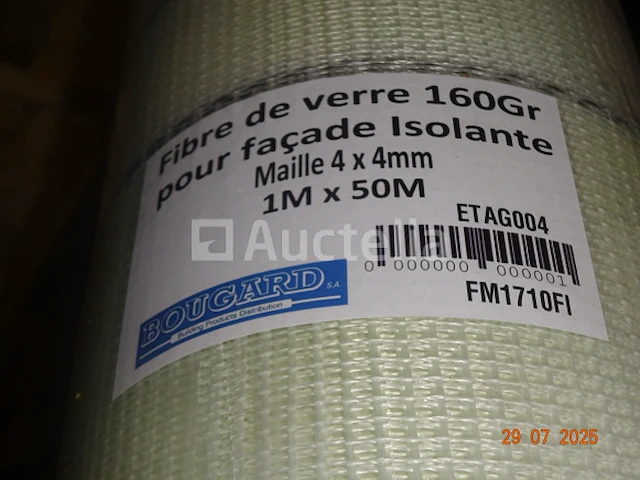 Fibre de verre 160Gr
pour façade Isolante
Maille 4 x 4mm
1M x 50M
ETAG004
0 000000 000001
FM1710FI
BOUGARD S.A.
Building Products Distribution
Auctelia
29 07 2025